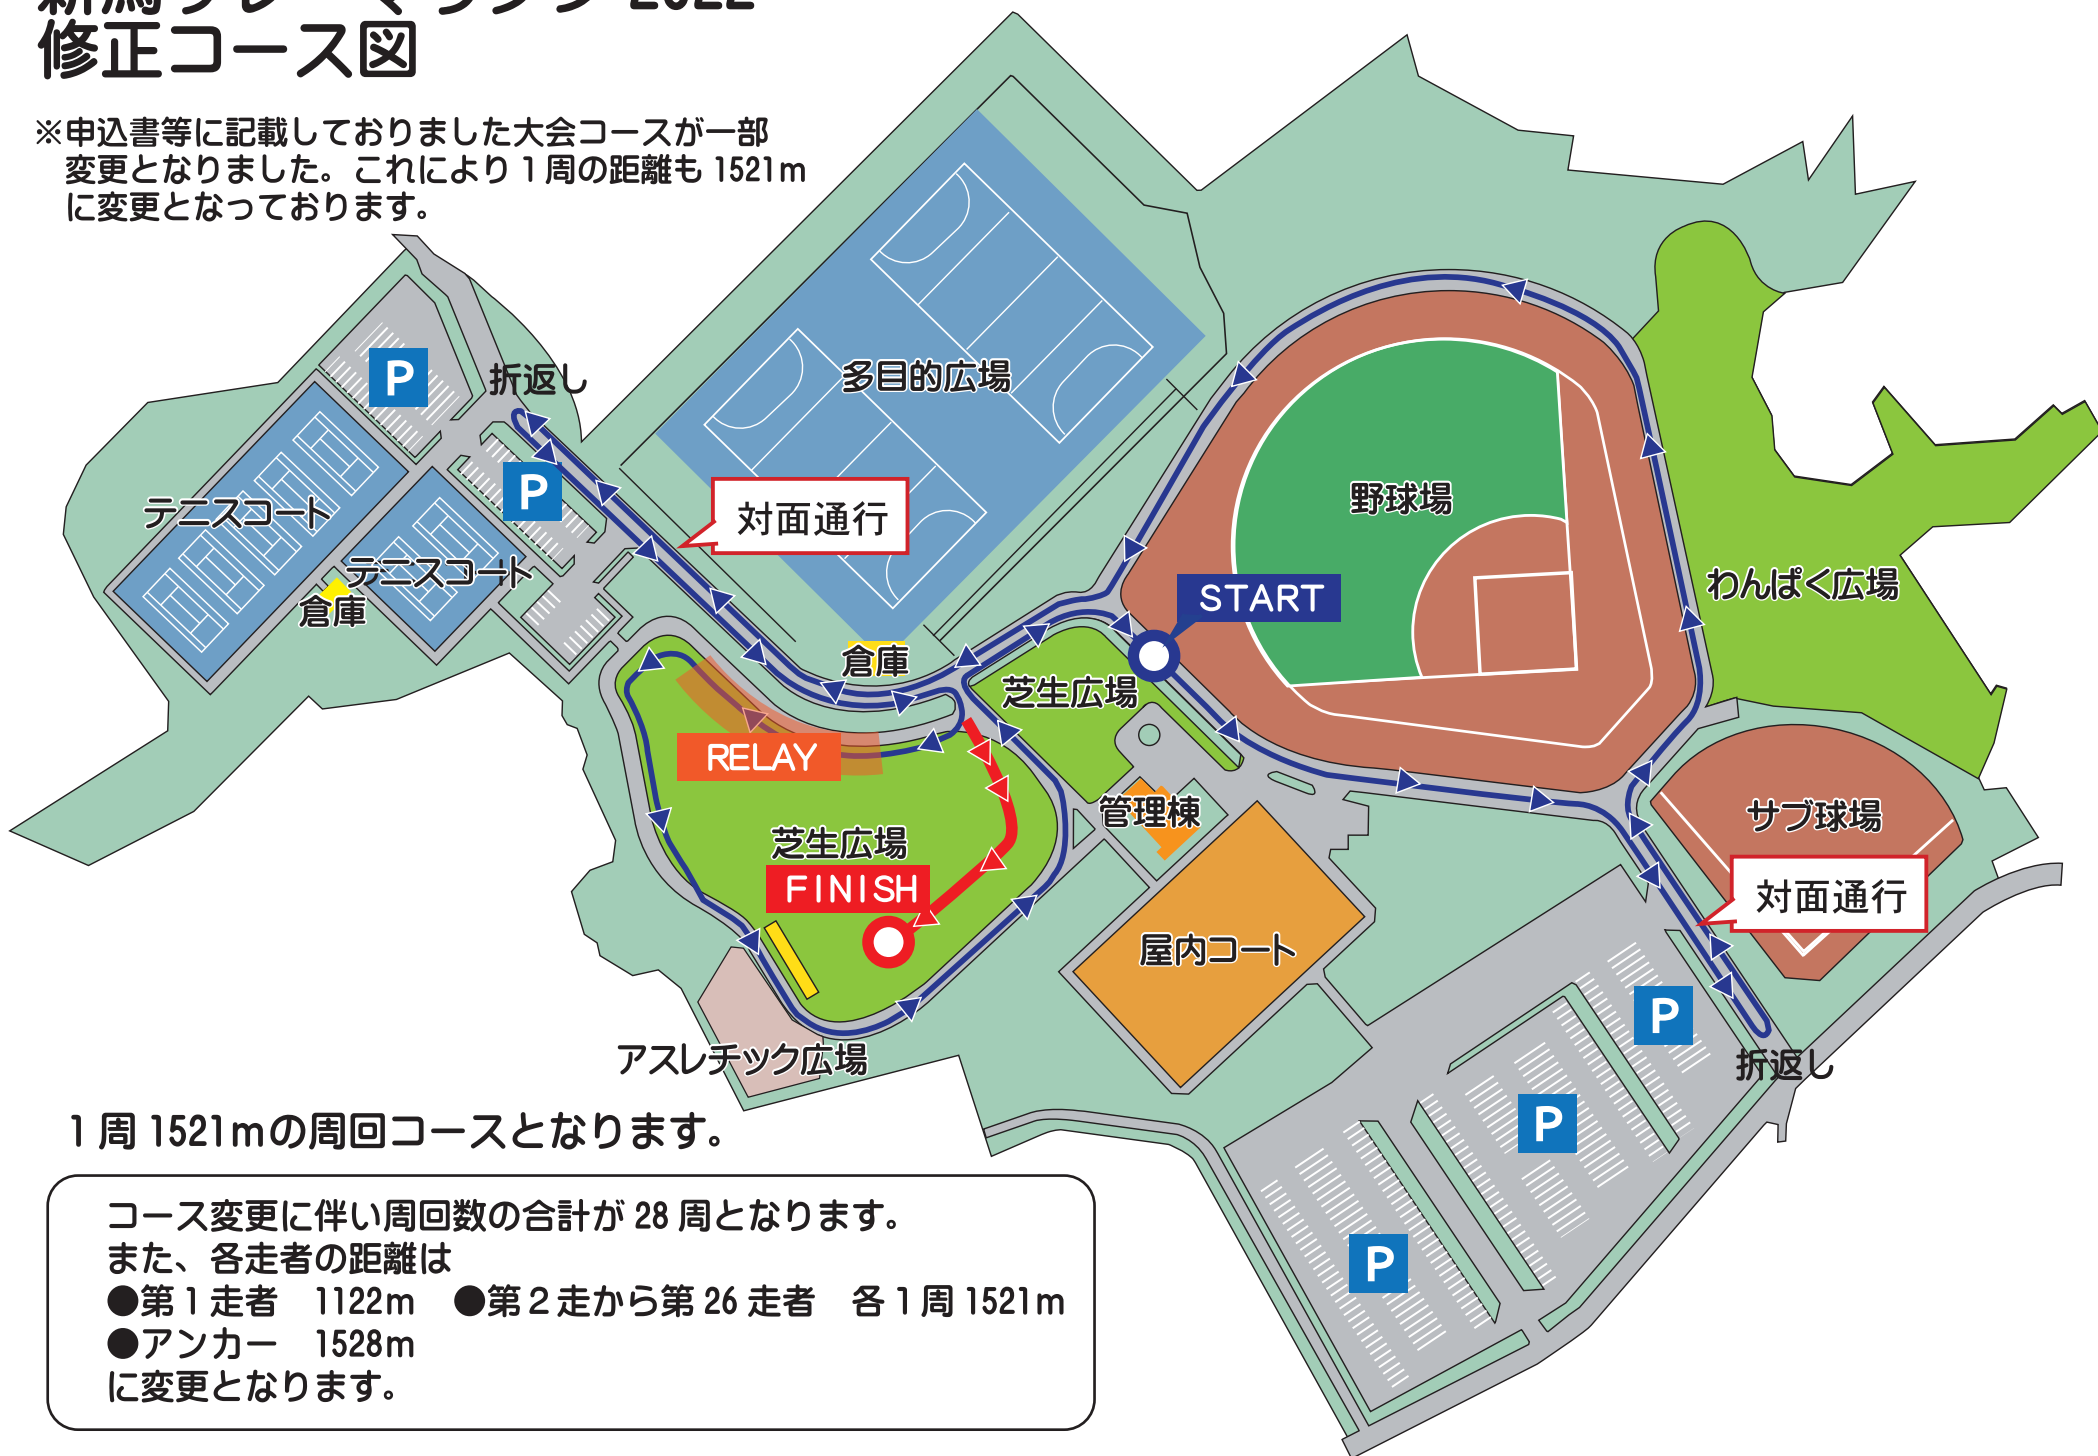 修正コース図
※申込書等に記載しておりました大会コースが一部
変更となりました。これにより1周の距離も 1521m
に変更となっております。
P
折返し
多目的広場
P
対面通行
テニスコート
テニスコート
倉庫
野球場
START
わんぱく広場
倉庫
芝生広場
RELAY
管理棟
サブ球場
芝生広場
FINISH
対面通行
屋内コート
P
折返し
アスレチック広場
P
P
1周 1521mの周回コースとなります。
コース変更に伴い周回数の合計が 28 周となります。
また、各走者の距離は
●第1走者　1122m　●第2走から第 26 走者　各1周 1521m
●アンカー　1528m
に変更となります。